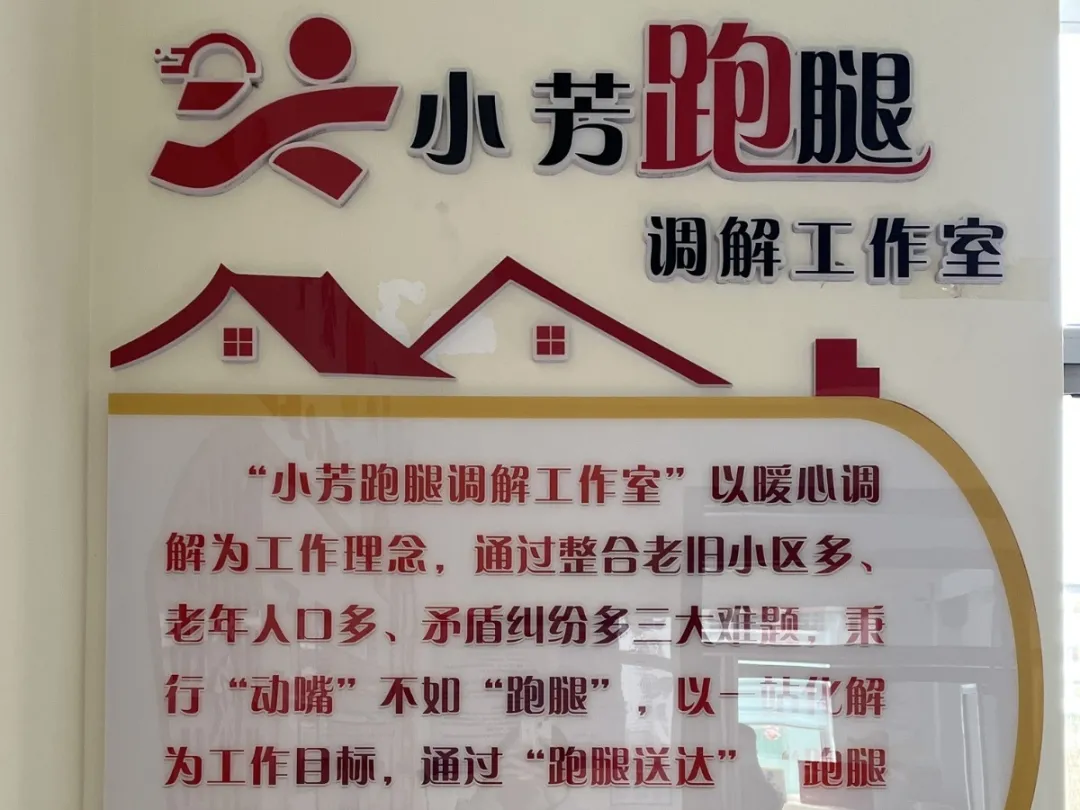 小芳跑腿
调解工作室
“小芳跑腿调解工作室”以暖心调
解为工作理念，通过整合老旧小区多、
老年人口多、矛盾纠纷多三大难题，秉
行“动嘴”不如“跑腿”，以一站化解
为工作目标，通过“跑腿送达”“跑腿